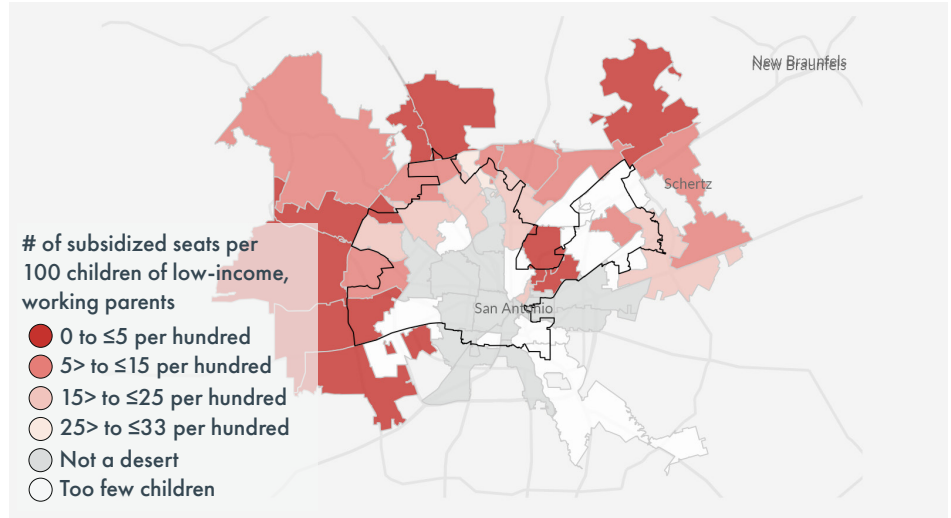 New Braunfels
New Braunfels
Schertz
San Antonio
# of subsidized seats per
100 children of low-income,
working parents
0 to ≤5 per hundred
5> to ≤15 per hundred
15> to ≤25 per hundred
25> to ≤33 per hundred
Not a desert
Too few children